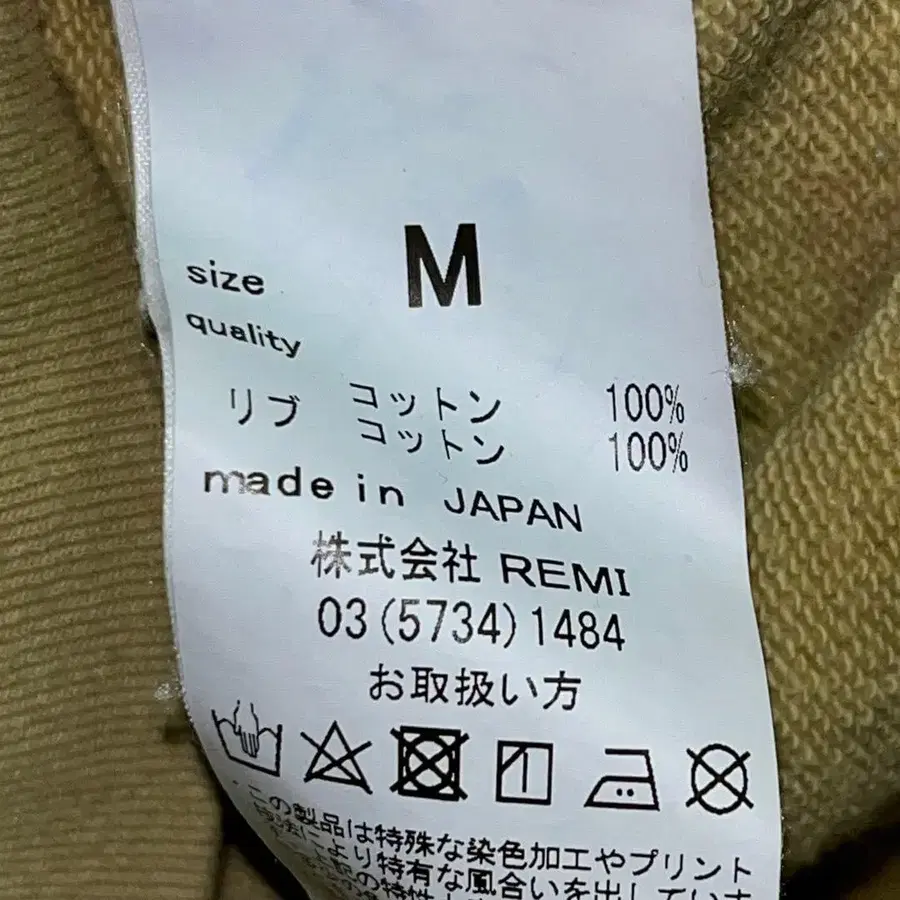 M
size
quality
コットン 100%
リブ コットン 100%
made in JAPAN
株式会社 REMI
03(5734)1484
お取扱い方
この製品は特殊な染色加工やプリント
により特有な風合いを出していま
の特性